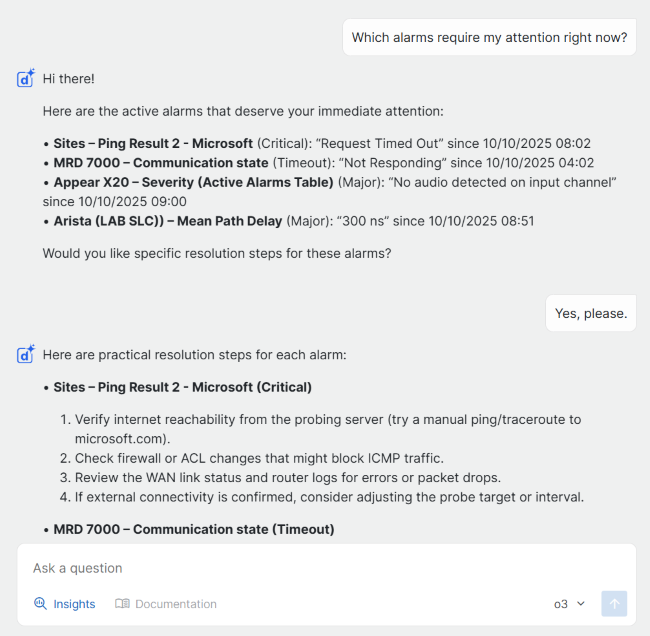 Which alarms require my attention right now?
Hi there!
Here are the active alarms that deserve your immediate attention:
• Sites – Ping Result 2 - Microsoft (Critical): “Request Timed Out” since 10/10/2025 08:02
• MRD 7000 – Communication state (Timeout): “Not Responding” since 10/10/2025 04:02
• Appear X20 – Severity (Active Alarms Table) (Major): “No audio detected on input channel”
since 10/10/2025 09:00
• Arista (LAB SLC)) – Mean Path Delay (Major): “300 ns” since 10/10/2025 08:51
Would you like specific resolution steps for these alarms?
Yes, please.
Here are practical resolution steps for each alarm:
• Sites – Ping Result 2 - Microsoft (Critical)
1. Verify internet reachability from the probing server (try a manual ping/traceroute to
microsoft.com).
2. Check firewall or ACL changes that might block ICMP traffic.
3. Review the WAN link status and router logs for errors or packet drops.
4. If external connectivity is confirmed, consider adjusting the probe target or interval.
• MRD 7000 – Communication state (Timeout)
Ask a question
Insights Documentation o3